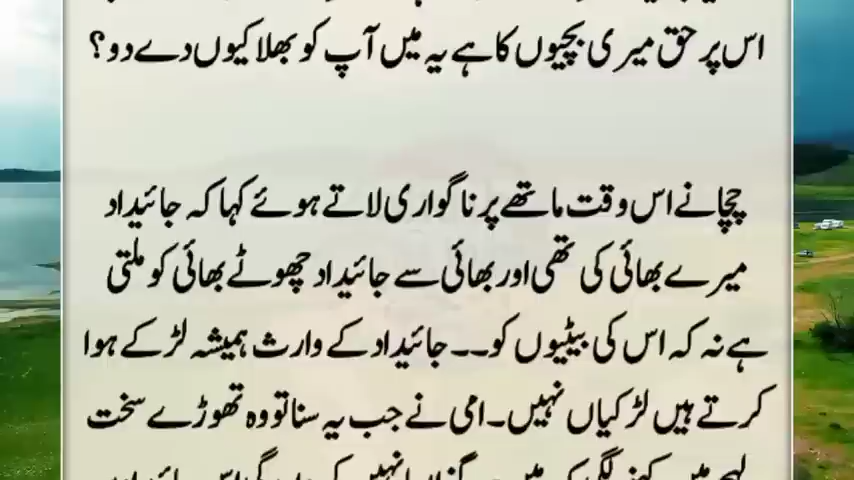 اس پر حق میری بچیوں کا ہے یہ میں آپ کو بھلا کیوں دے دو؟
چچا نے اس وقت ماتھے پر ناگواری لاتے ہوئے کہا کہ جائیداد
میرے بھائی کی تھی اور بھائی سے جائیداد چھوٹے بھائی کو ملتی
ہے نہ کہ اس کی بیٹیوں کو۔۔جائیداد کے وارث ہمیشہ لڑکے ہوا
کرتے ہیں لڑکیاں نہیں۔امی نے جب یہ سنا تو وہ تھوڑے سخت